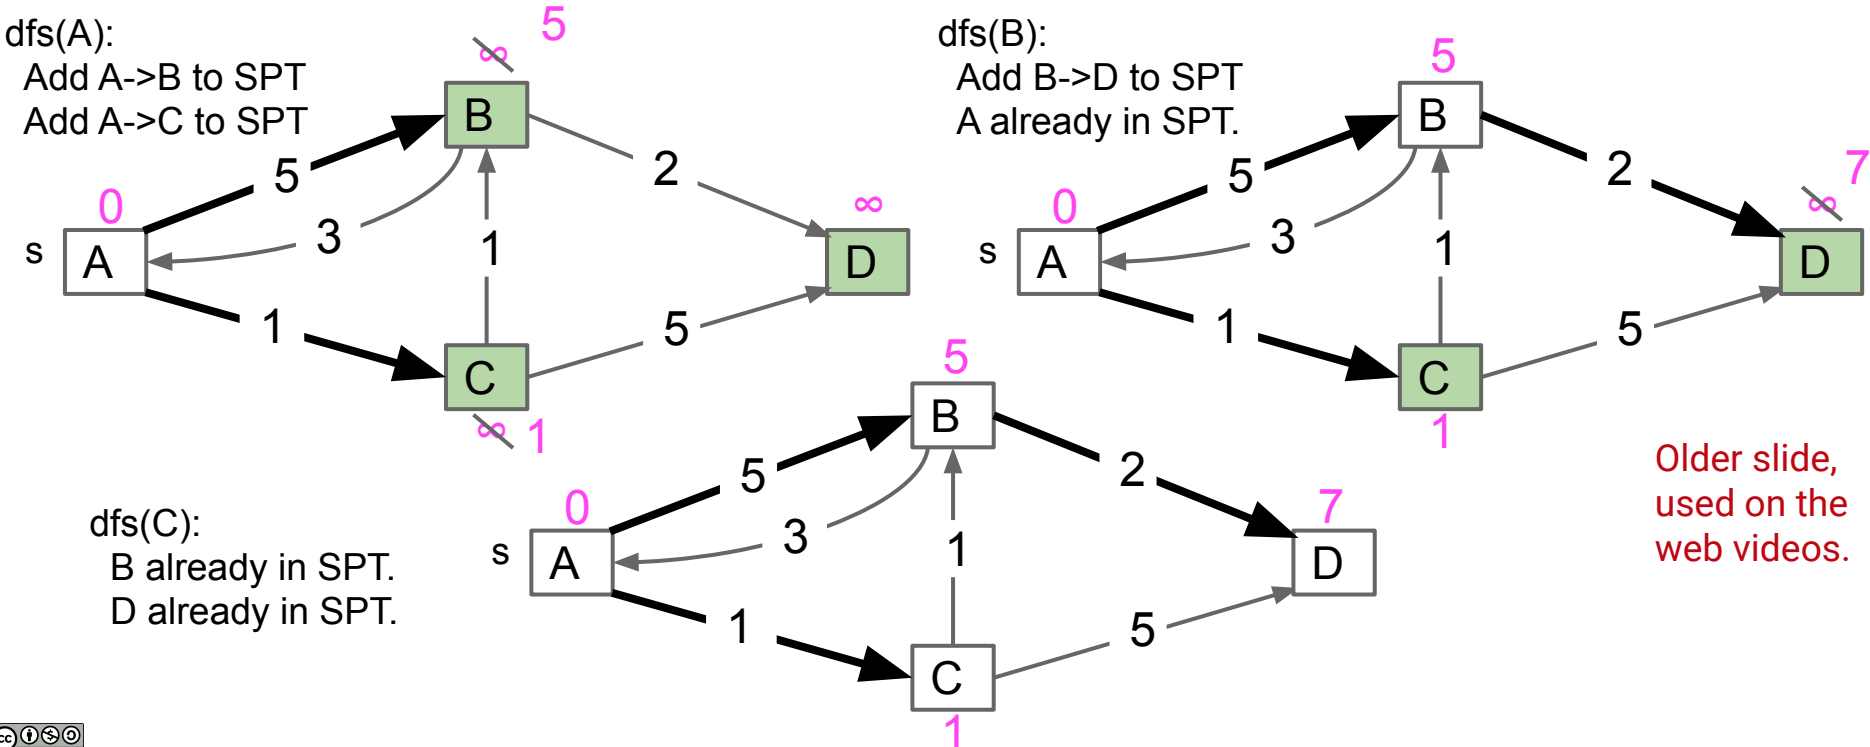 dfs(A):
Add A->B to SPT
Add A->C to SPT
∞ 5
B
5
2
0
3
1
∞
s
A
D
1
5
C
∞ 1
dfs(B):
Add B->D to SPT
A already in SPT.
5
B
5
2
7
0
3
1
∞
s
A
D
1
5
C
1
dfs(C):
B already in SPT.
D already in SPT.
5
B
5
2
0
3
1
7
s
A
D
1
5
C
1
Older slide,
used on the
web videos.
cc